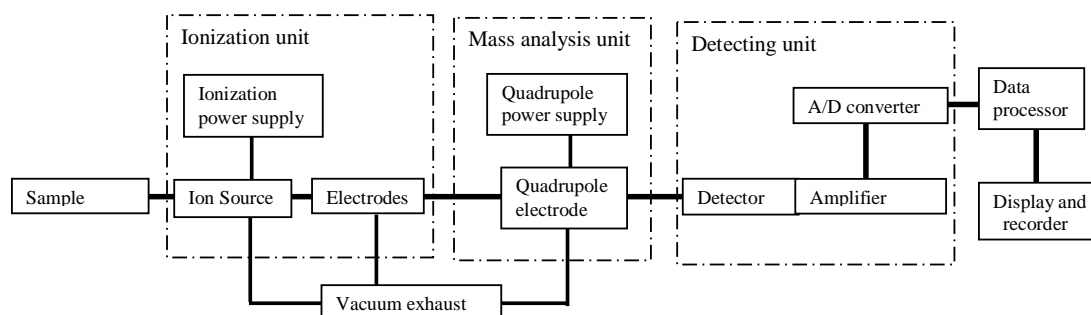 Ionization unit
Mass analysis unit
Detecting unit
Ionization
power supply
Quadrupole
power supply
A/D converter
Data
processor
Sample
Ion Source
Electrodes
Quadrupole
electrode
Detector
Amplifier
Display and
recorder
Vacuum exhaust